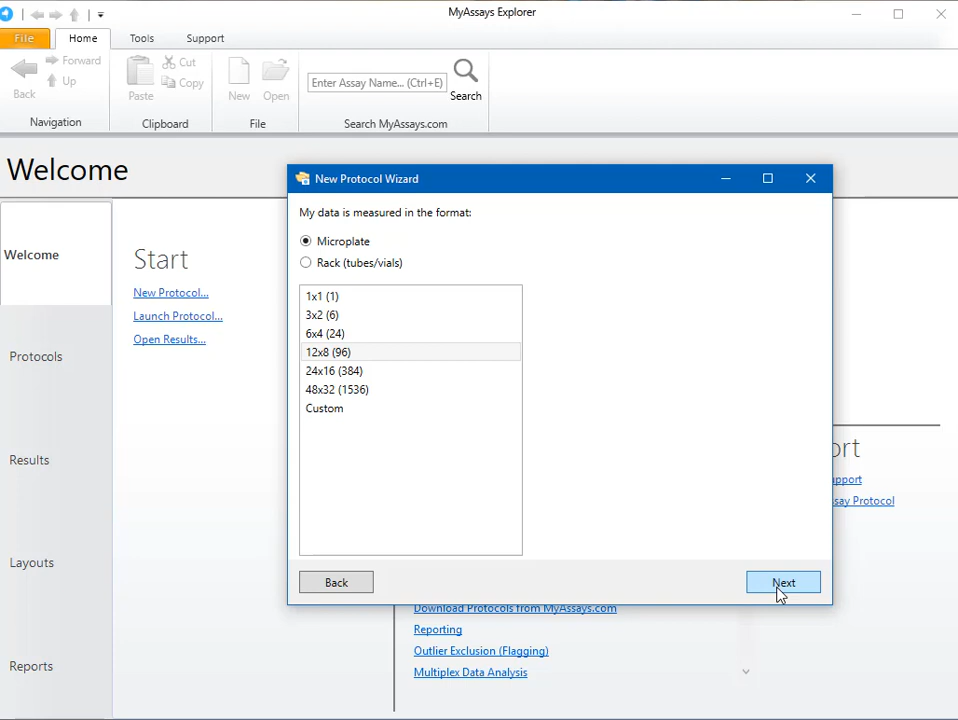 MyAssays Explorer
File
Home
Tools
Support
Back
Forward
Up
Navigation
Paste
Cut
Copy
Clipboard
New
Open
File
Enter Assay Name... (Ctrl+E)
Search
Search MyAssays.com
Welcome
Welcome
Protocols
Results
Layouts
Reports
Start
New Protocol...
Launch Protocol...
Open Results...
New Protocol Wizard
My data is measured in the format:
Microplate
Rack (tubes/vials)
1x1 (1)
3x2 (6)
6x4 (24)
12x8 (96)
24x16 (384)
48x32 (1536)
Custom
Back
Next
ort
upport
say Protocol
Download Protocols from MyAssays.com
Reporting
Outlier Exclusion (Flagging)
Multiplex Data Analysis